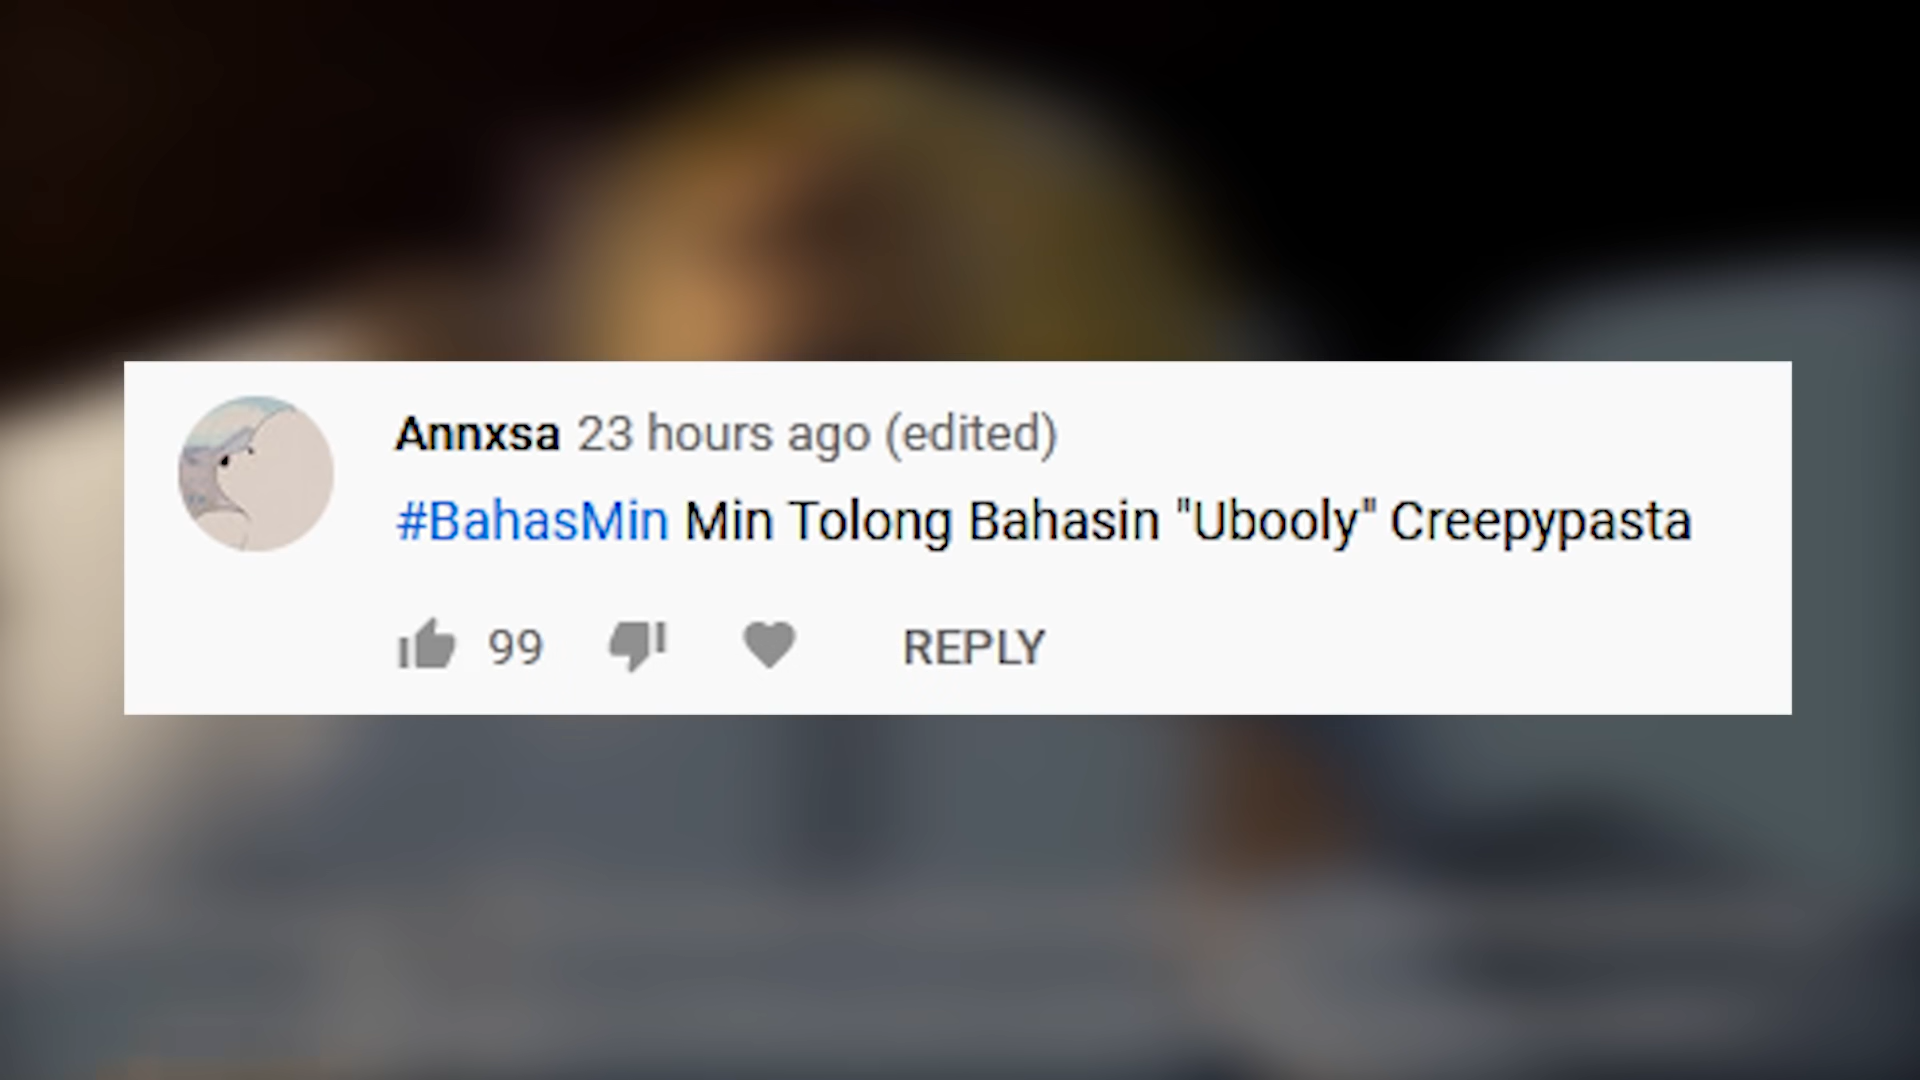 Annxsa 23 hours ago (edited)
#BahasMin Min Tolong Bahasin "Ubooly" Creepypasta
99 REPLY